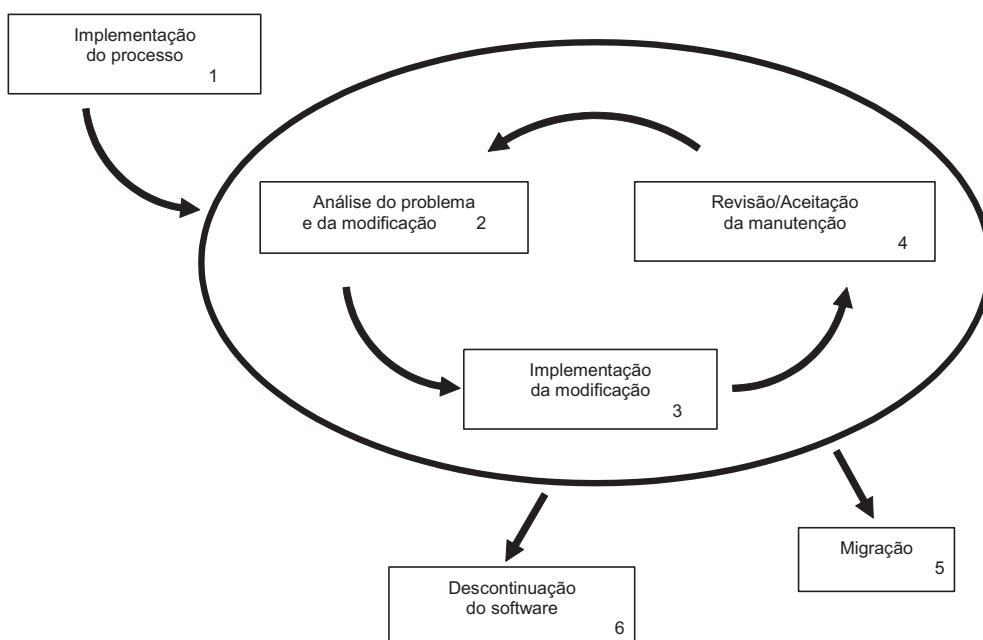 Implementação
do processo
1
Análise do problema
e da modificação 2
Revisão/Aceitação
da manutenção
4
Implementação
da modificação
3
Migração
5
Descontinuação
do software
6